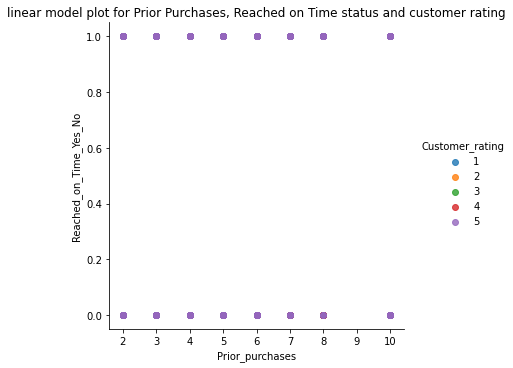 linear model plot for Prior Purchases, Reached on Time status and customer rating
1.0
0.8
0.6
0.4
0.2
0.0
Reached_on_Time_Yes_No
2 3 4 5 6 7 8 9 10
Prior_purchases
Customer_rating
1
2
3
4
5